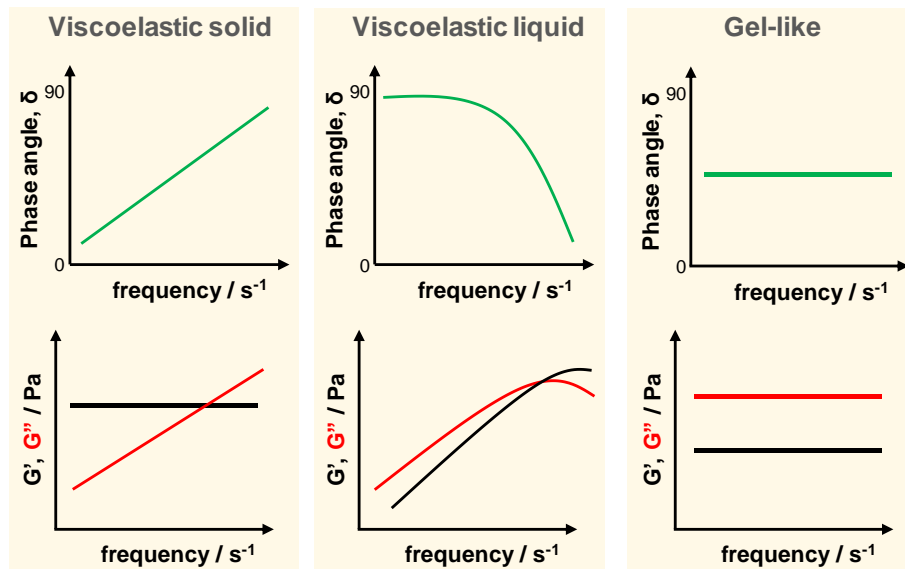 Viscoelastic solid
90
Phase angle, δ
0
frequency / s⁻¹
G’, G” / Pa
frequency / s⁻¹
Viscoelastic liquid
90
Phase angle, δ
0
frequency / s⁻¹
G’, G” / Pa
frequency / s⁻¹
Gel-like
90
Phase angle, δ
0
frequency / s⁻¹
G’, G” / Pa
frequency / s⁻¹